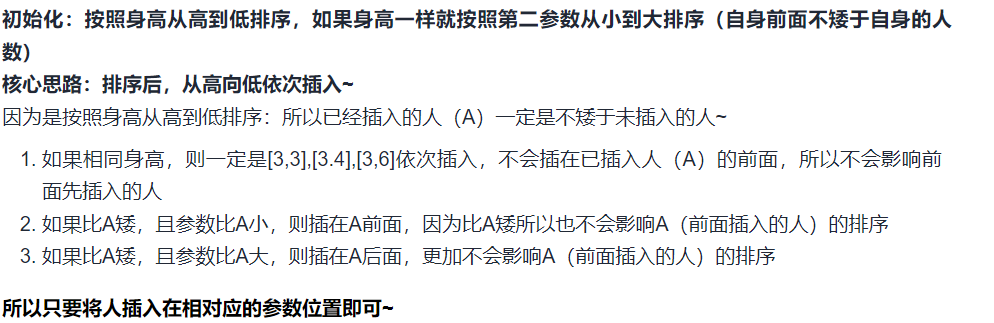 初始化：按照身高从高到低排序，如果身高一样就按照第二参数从小到大排序（自身前面不矮于自身的人
数）
核心思路：排序后，从高向低依次插入~
因为是按照身高从高到低排序：所以已经插入的人（A）一定是不矮于未插入的人~
1. 如果相同身高，则一定是[3,3],[3.4],[3,6]依次插入，不会插在已插入人（A）的前面，所以不会影响前
面先插入的人
2. 如果比A矮，且参数比A小，则插在A前面，因为比A矮所以也不会影响A（前面插入的人）的排序
3. 如果比A矮，且参数比A大，则插在A后面，更加不会影响A（前面插入的人）的排序
所以只要将人插入在相对应的参数位置即可~